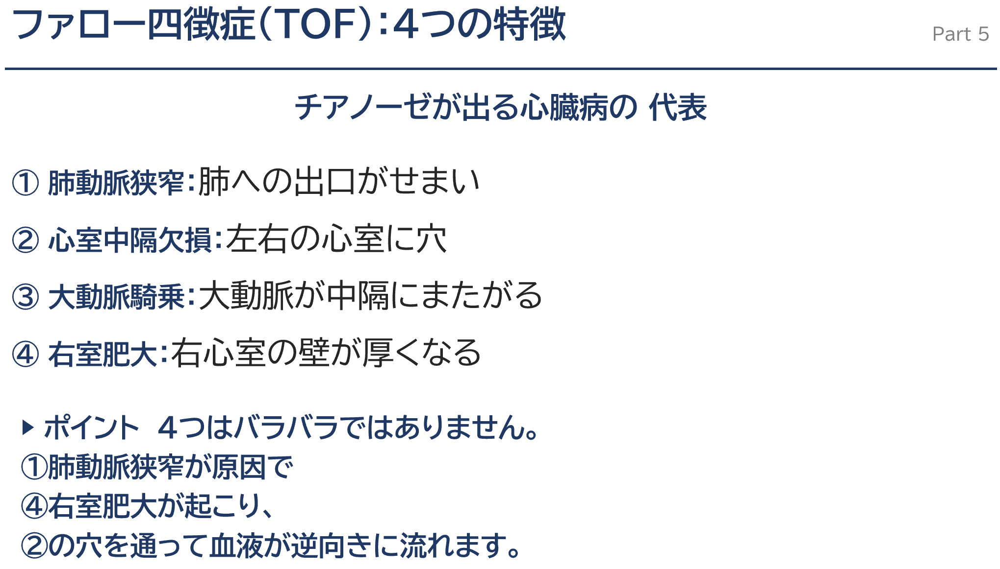 ファロー四徴症（TOF）：4つの特徴
Part 5
チアノーゼが出る心臓病の 代表
① 肺動脈狭窄：肺への出口がせまい
② 心室中隔欠損：左右の心室に穴
③ 大動脈騎乗：大動脈が中隔にまたがる
④ 右室肥大：右心室の壁が厚くなる
▶ ポイント 4つはバラバラではありません。
①肺動脈狭窄が原因で
④右室肥大が起こり、
②の穴を通って血液が逆向きに流れます。